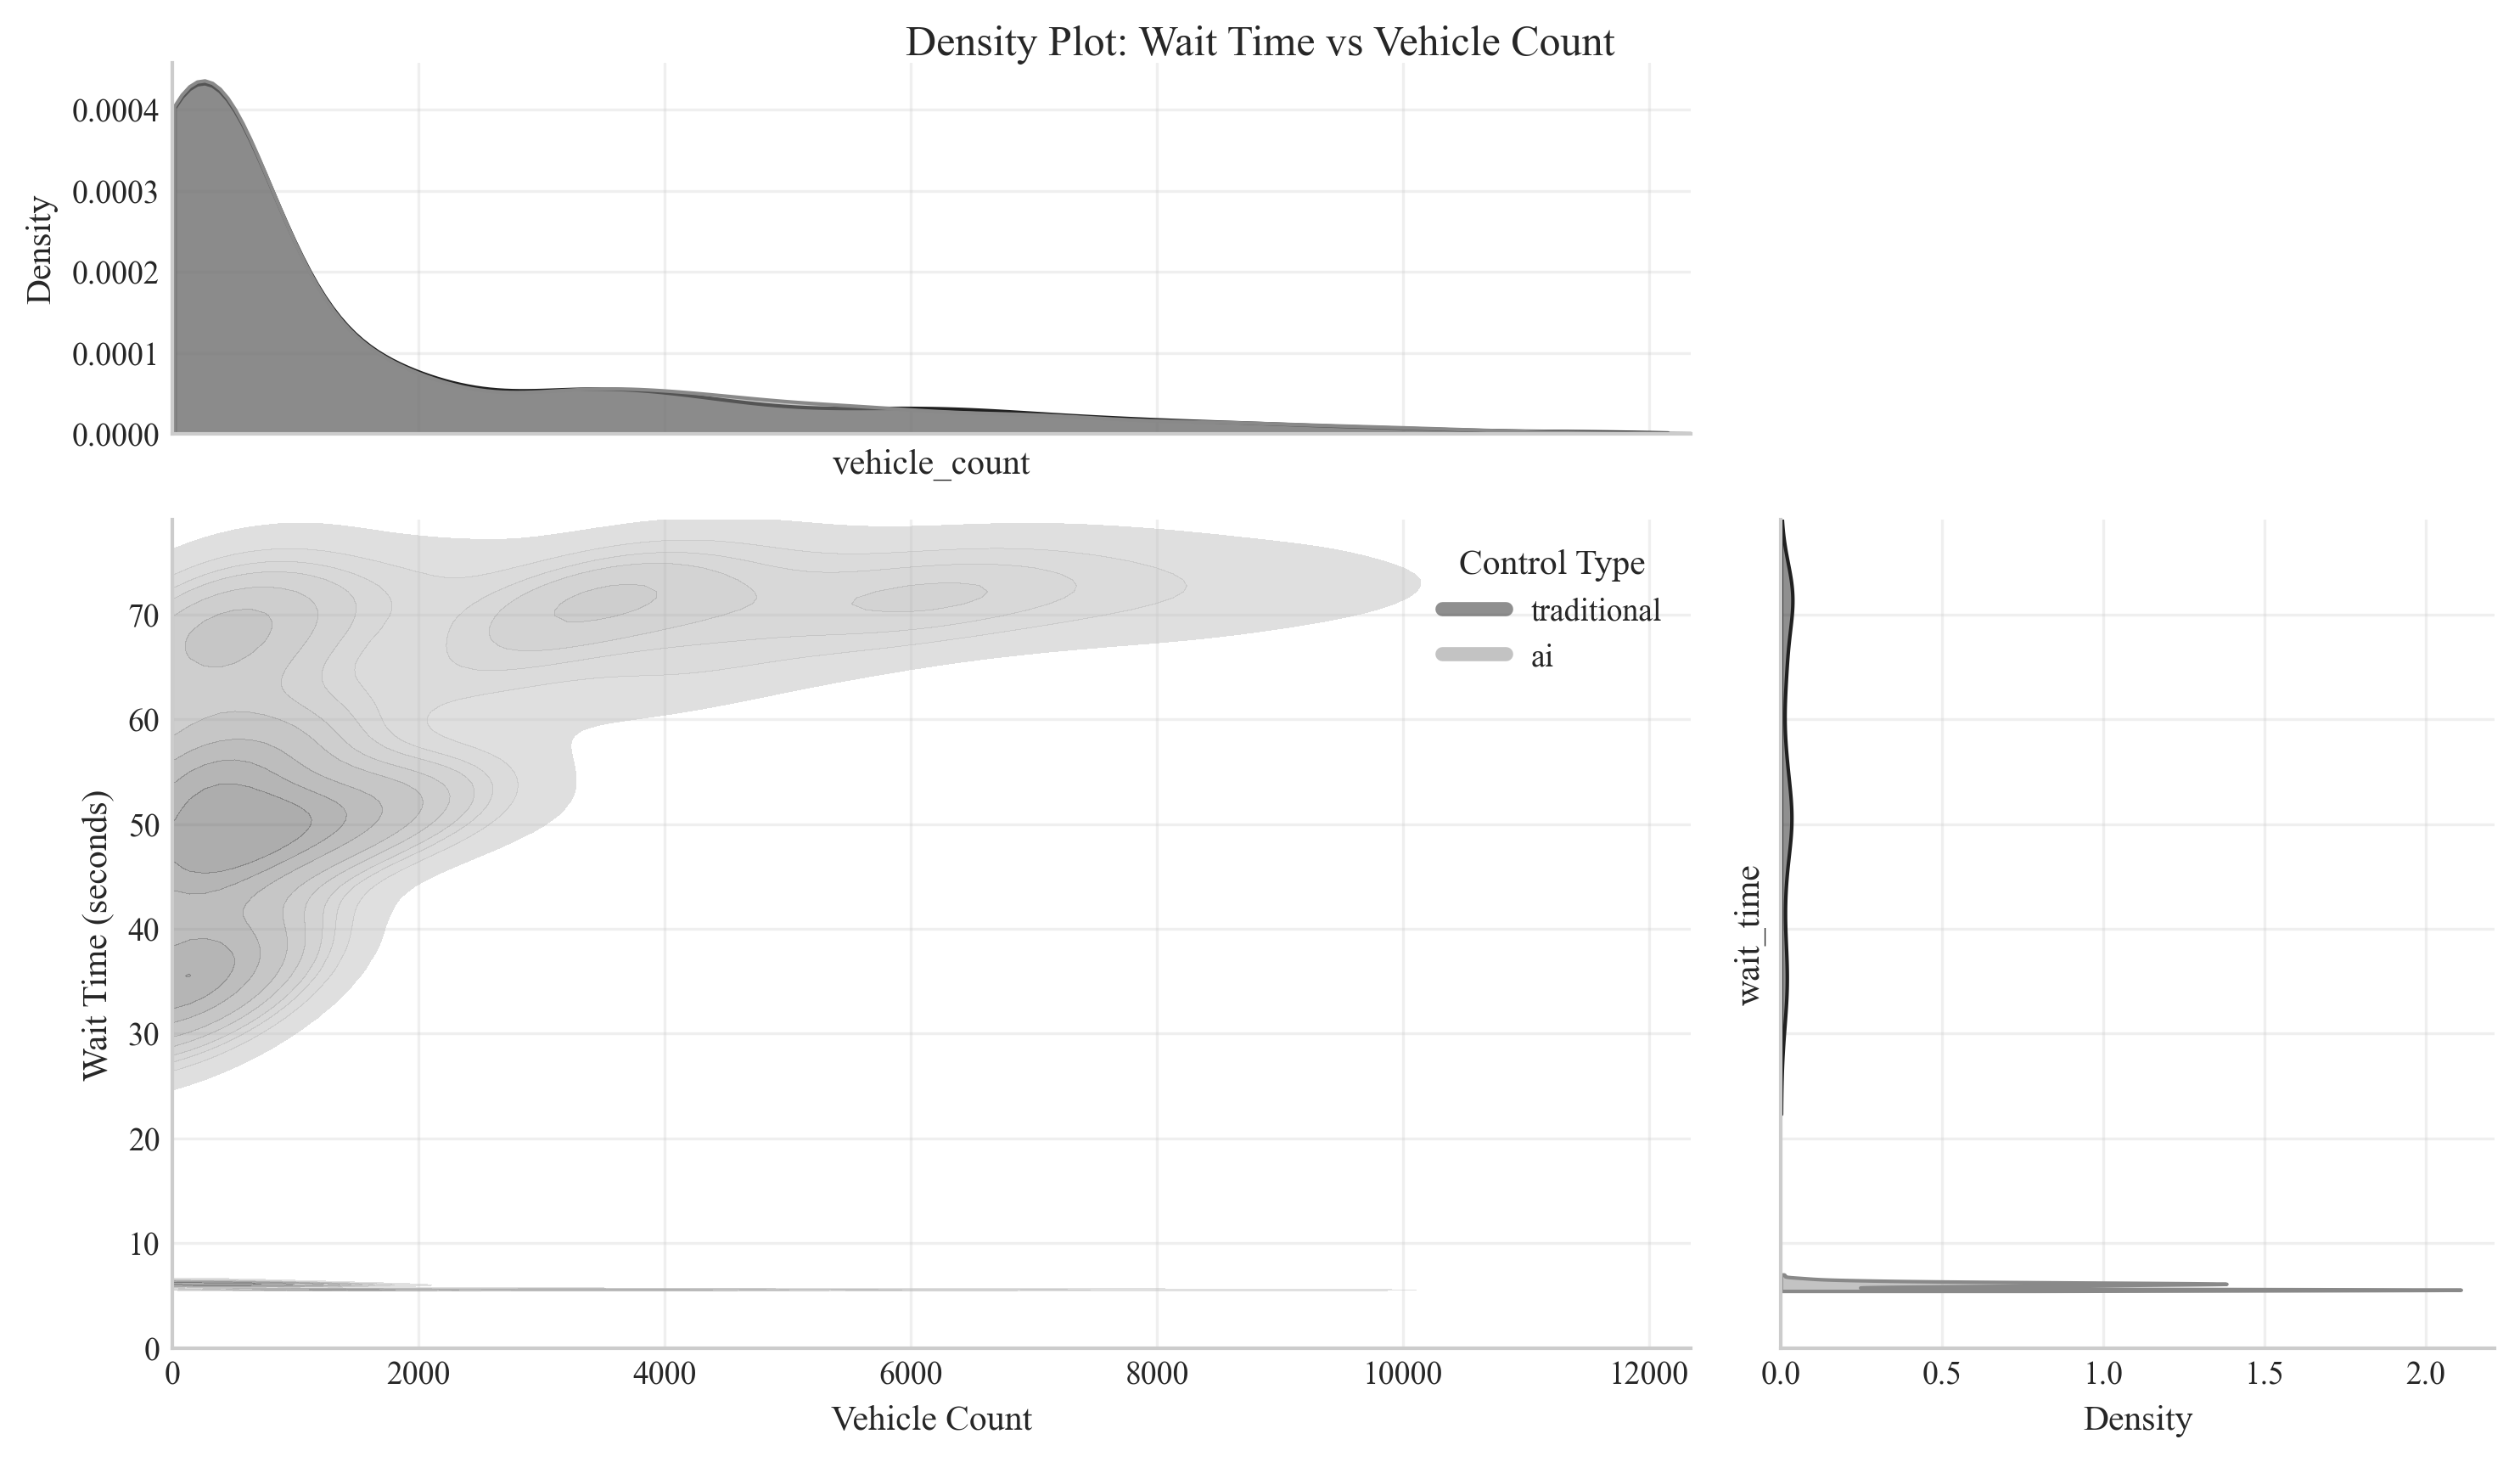 Density Plot: Wait Time vs Vehicle Count
Density
0.0004
0.0003
0.0002
0.0001
0.0000
vehicle_count
Wait Time (seconds)
70
60
50
40
30
20
10
0
Control Type
traditional
ai
0 2000 4000 6000 8000 10000 12000
Vehicle Count
wait_time
0.0 0.5 1.0 1.5 2.0
Density